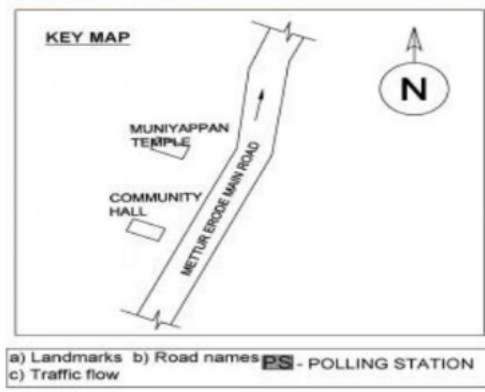 KEY MAP
N
MUNIYAPPAN
TEMPLE
COMMUNITY
HALL
METTUR ERODE MAIN ROAD
a) Landmarks b) Road names PS - POLLING STATION
c) Traffic flow